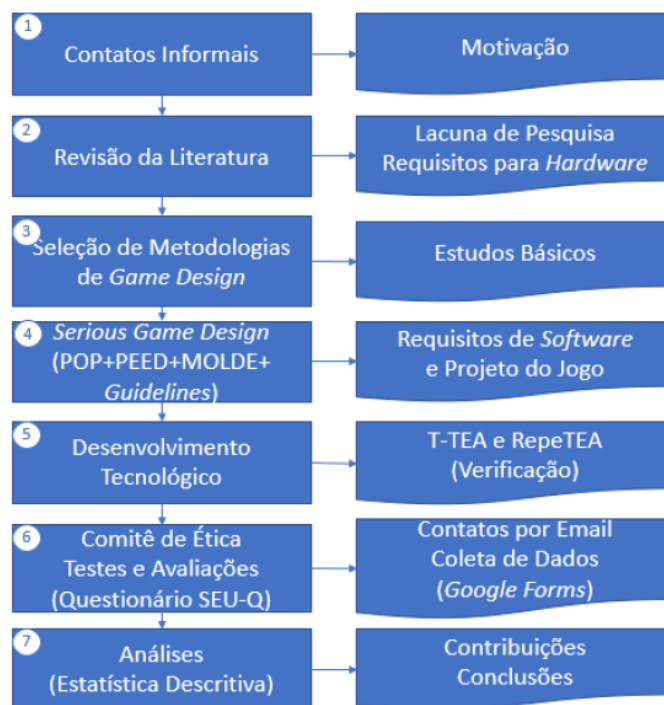 1
Contatos Informais
Motivação
2
Revisão da Literatura
Lacuna de Pesquisa
Requisitos para Hardware
3
Seleção de Metodologias
de Game Design
Estudos Básicos
4
Serious Game Design
(POP+PEED+MOLDE+
Guidelines)
Requisitos de Software
e Projeto do Jogo
5
Desenvolvimento
Tecnológico
T-TEA e RepeTEA
(Verificação)
6
Comitê de Ética
Testes e Avaliações
(Questionário SEU-Q)
Contatos por Email
Coleta de Dados
(Google Forms)
7
Análises
(Estatística Descritiva)
Contribuições
Conclusões